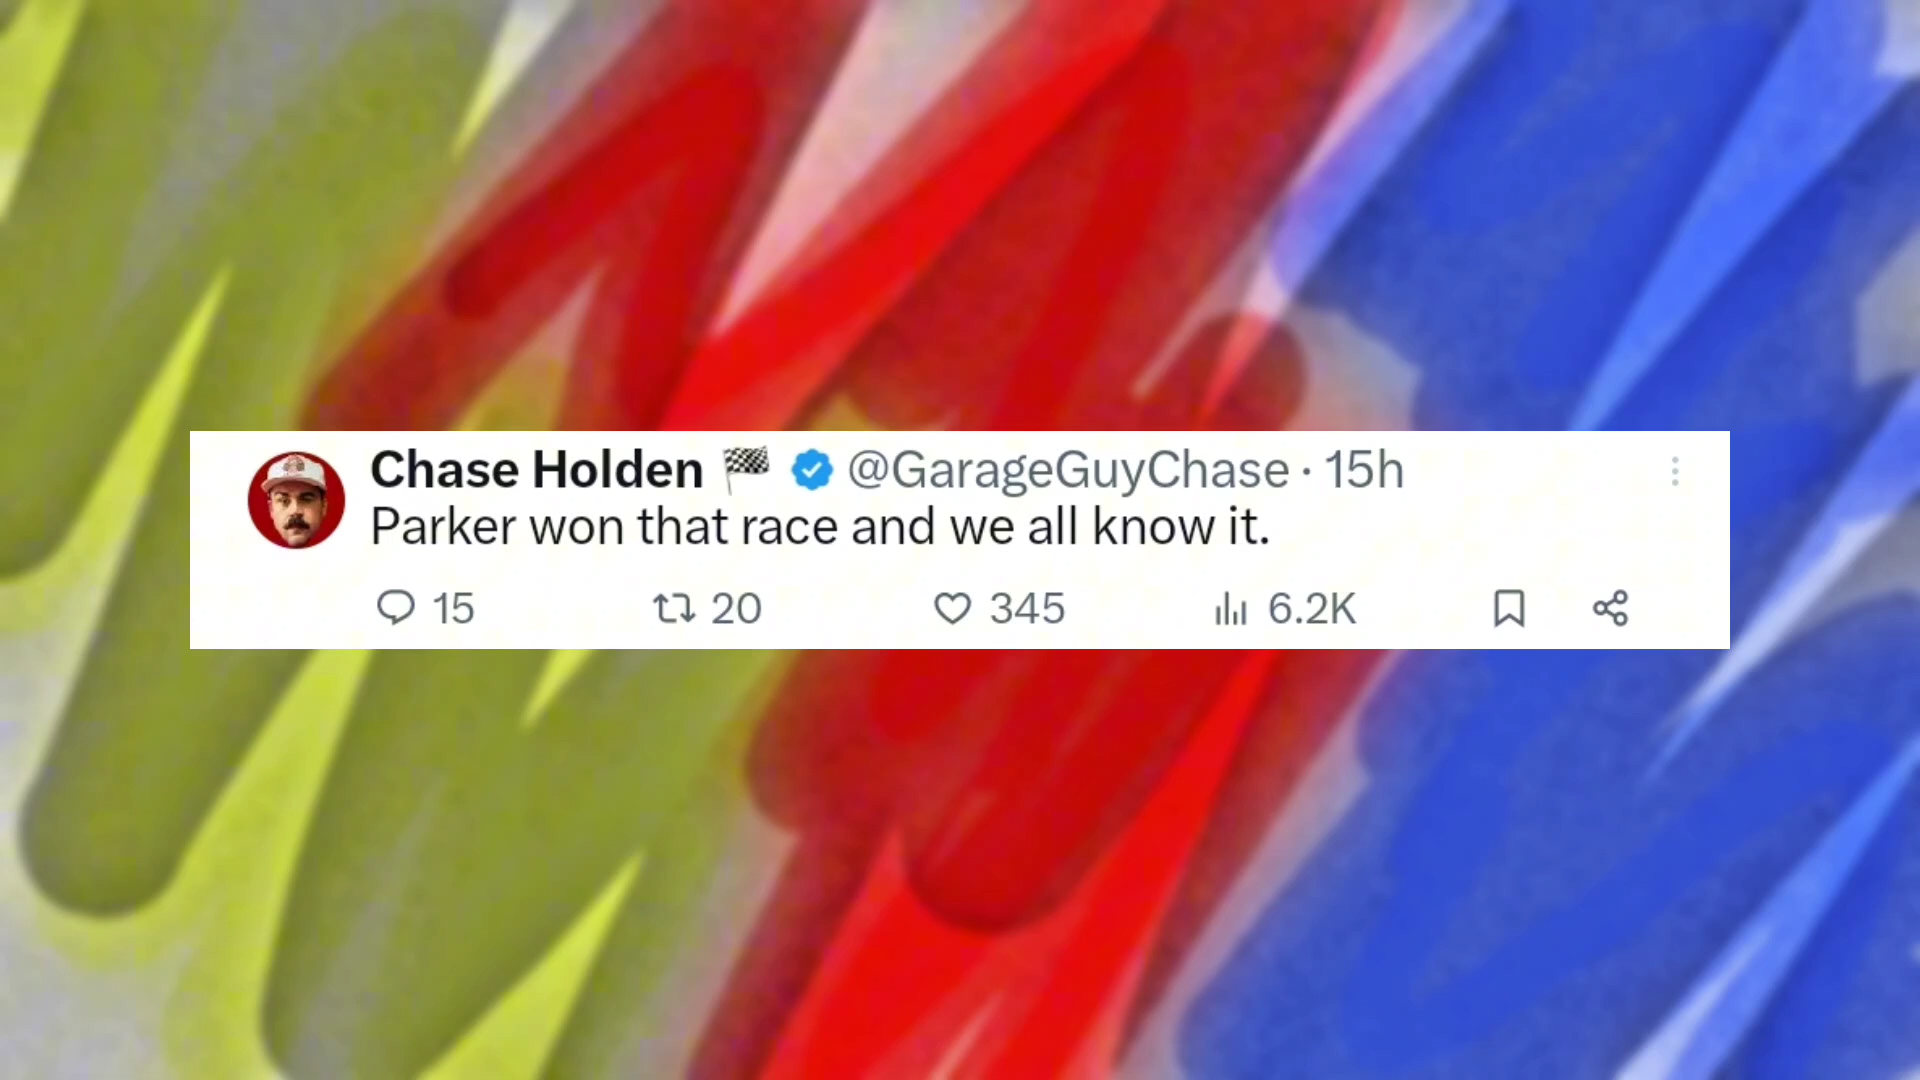 Chase Holden 🏁 @GarageGuyChase · 15h
Parker won that race and we all know it.
15 20 345 6.2K